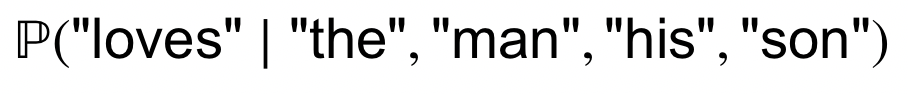 ℙ("loves" | "the", "man", "his", "son")